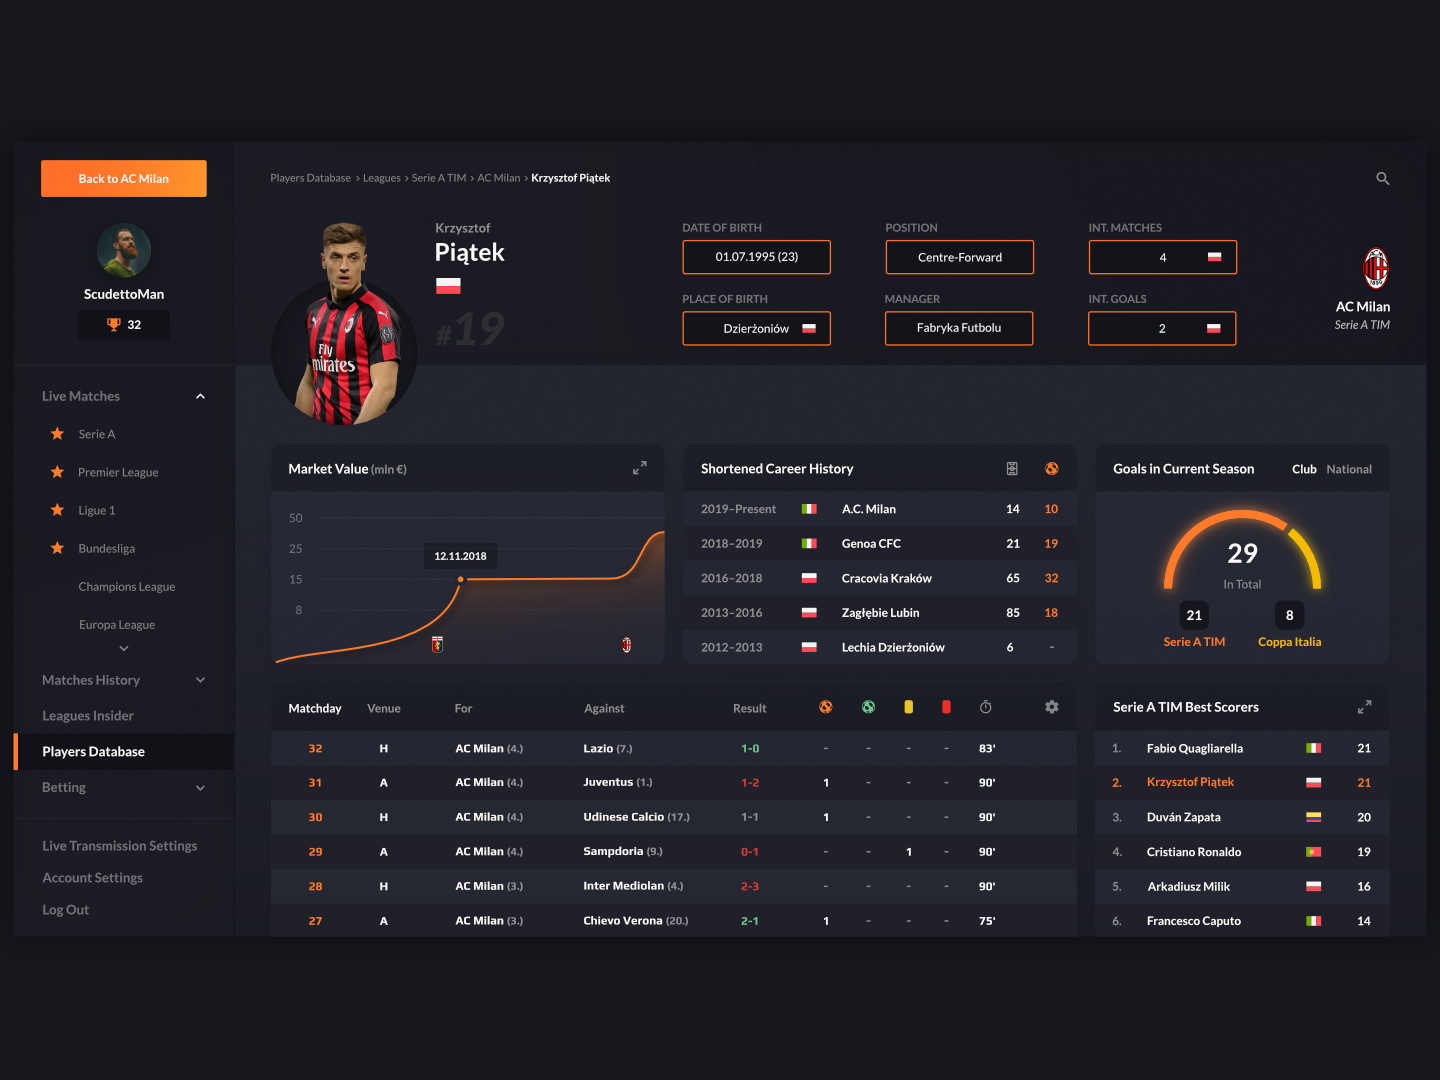 Back to AC Milan
ScudettoMan
32
Live Matches
Serie A
Premier League
Ligue 1
Bundesliga
Champions League
Europa League
Matches History
Leagues Insider
Players Database
Betting
Live Transmission Settings
Account Settings
Log Out
Players Database › Leagues › Serie A TIM › AC Milan › Krzysztof Piątek
Krzysztof
Piątek
#19
Fly
Emirates
DATE OF BIRTH
01.07.1995 (23)
POSITION
Centre-Forward
INT. MATCHES
4
PLACE OF BIRTH
Dzierżoniów
MANAGER
Fabryka Futbolu
INT. GOALS
2
AC Milan
Serie A TIM
Market Value (mln €)
50
25
15
8
12.11.2018
Shortened Career History
2019–Present A.C. Milan 14 10
2018–2019 Genoa CFC 21 19
2016–2018 Cracovia Kraków 65 32
2013–2016 Zagłębie Lubin 85 18
2012–2013 Lechia Dzierżoniów 6 -
Goals in Current Season Club National
29
In Total
21 8
Serie A TIM Coppa Italia
Matchday Venue For Against Result
32 H AC Milan (4.) Lazio (7.) 1-0 - - - - 83'
31 A AC Milan (4.) Juventus (1.) 1-2 1 - - - 90'
30 H AC Milan (4.) Udinese Calcio (17.) 1-1 1 - - - 90'
29 A AC Milan (4.) Sampdoria (9.) 0-1 - - 1 - 90'
28 H AC Milan (3.) Inter Mediolan (4.) 2-3 - - - - 90'
27 A AC Milan (3.) Chievo Verona (20.) 2-1 1 - - - 75'
Serie A TIM Best Scorers
1. Fabio Quagliarella 21
2. Krzysztof Piątek 21
3. Duván Zapata 20
4. Cristiano Ronaldo 19
5. Arkadiusz Milik 16
6. Francesco Caputo 14